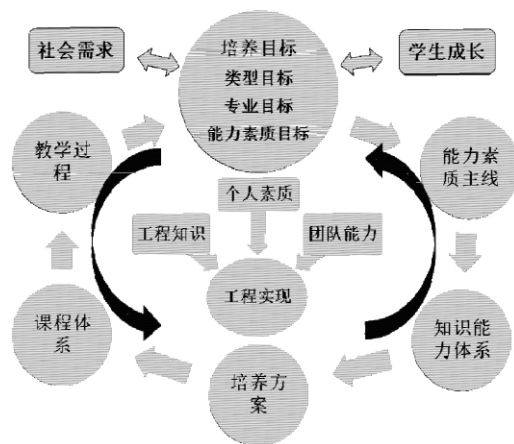 社会需求
培养目标
类型目标
专业目标
能力素质目标
学生成长
教学过
程
能力素
质主线
个人素质
工程知识
团队能力
工程实现
课程体
系
知识能
力体系
培养方
案